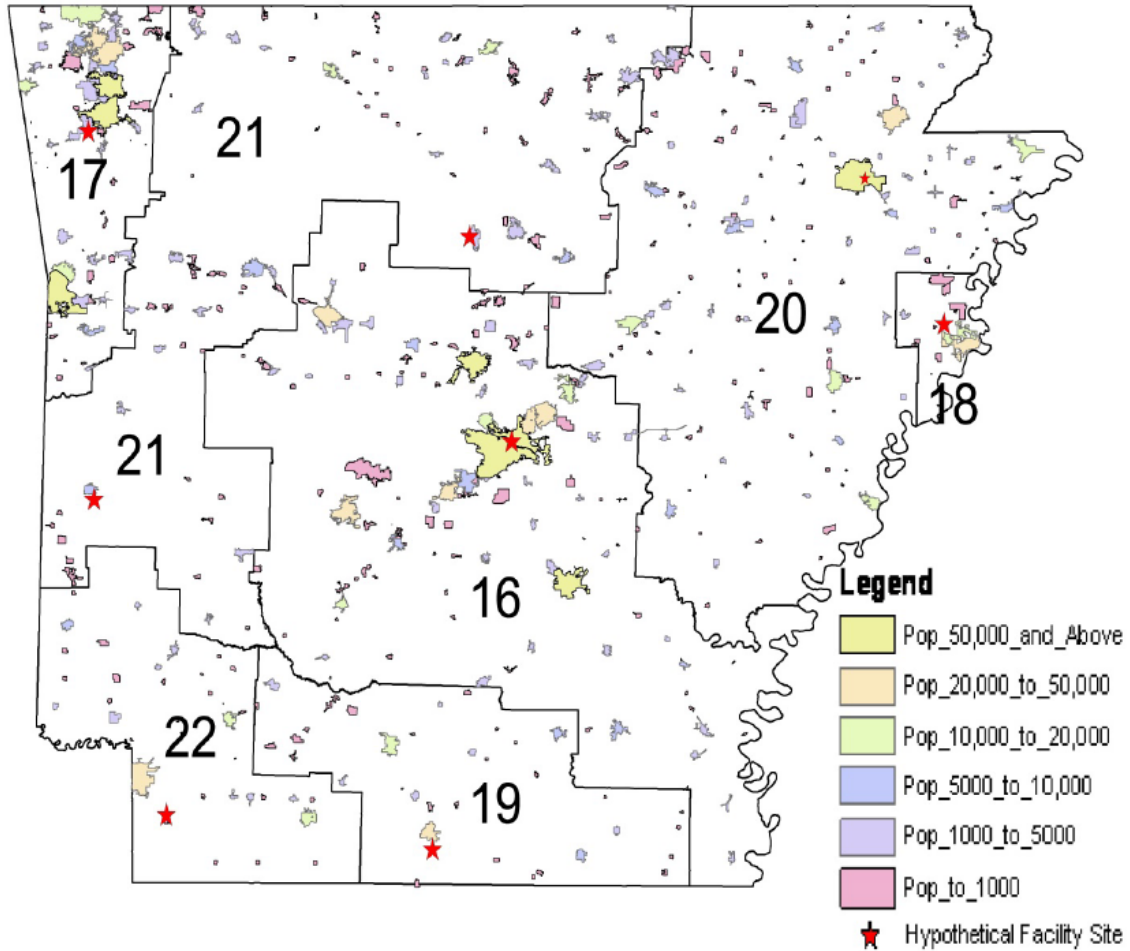 21
17
20
18
21
16
22
19
Legend
Pop_50,000_and_Above
Pop_20,000_to_50,000
Pop_10,000_to_20,000
Pop_5000_to_10,000
Pop_1000_to_5000
Pop_to_1000
Hypothetical Facility Site